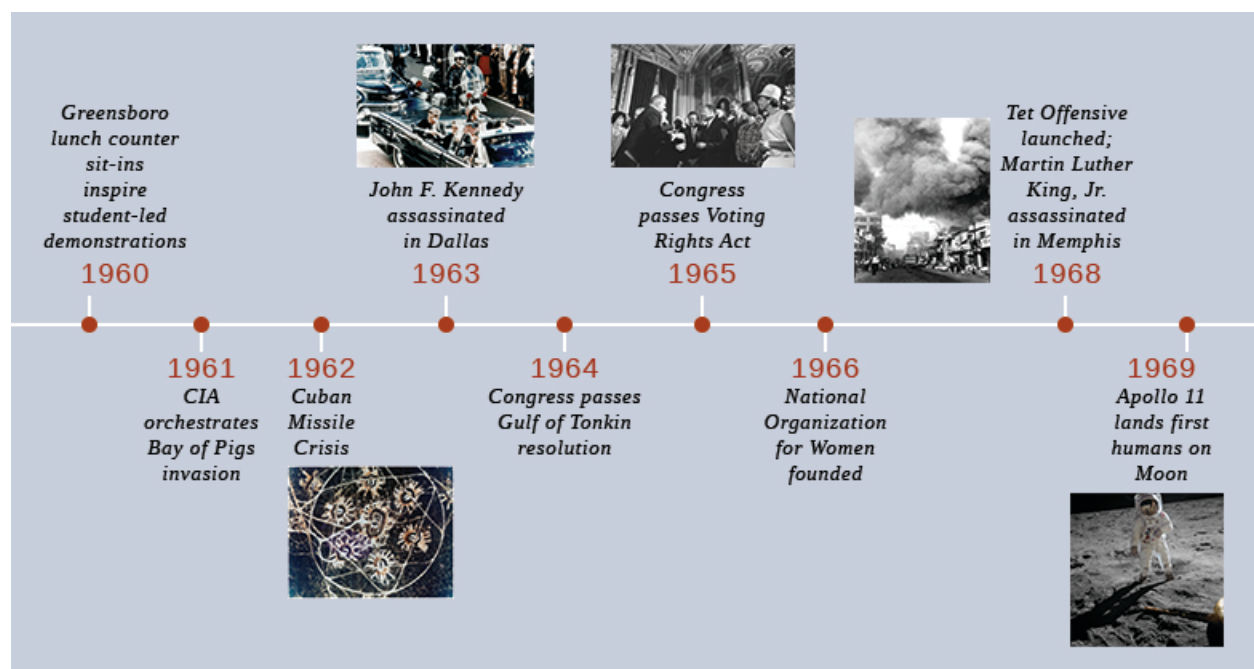 Greensboro
lunch counter
sit-ins
inspire
student-led
demonstrations
1960
1961
CIA
orchestrates
Bay of Pigs
invasion
1962
Cuban
Missile
Crisis
John F. Kennedy
assassinated
in Dallas
1963
1964
Congress passes
Gulf of Tonkin
resolution
Congress
passes Voting
Rights Act
1965
1966
National
Organization
for Women
founded
Tet Offensive
launched;
Martin Luther
King, Jr.
assassinated
in Memphis
1968
1969
Apollo 11
lands first
humans on
Moon